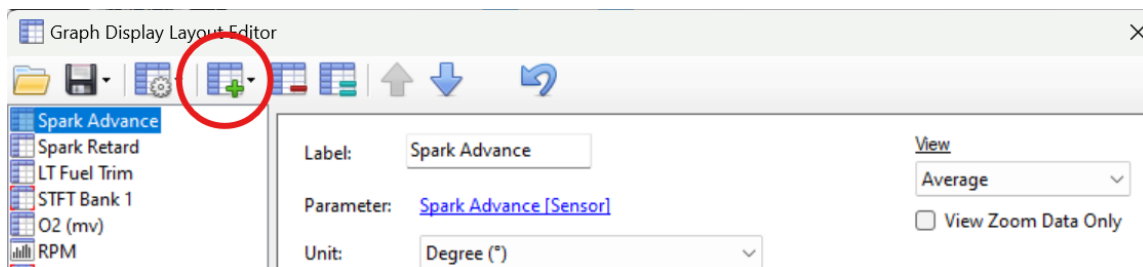 Graph Display Layout Editor
Spark Advance
Spark Retard
LT Fuel Trim
STFT Bank 1
O2 (mv)
RPM
Label: Spark Advance
Parameter: Spark Advance [Sensor]
Unit: Degree (°)
View
Average
View Zoom Data Only